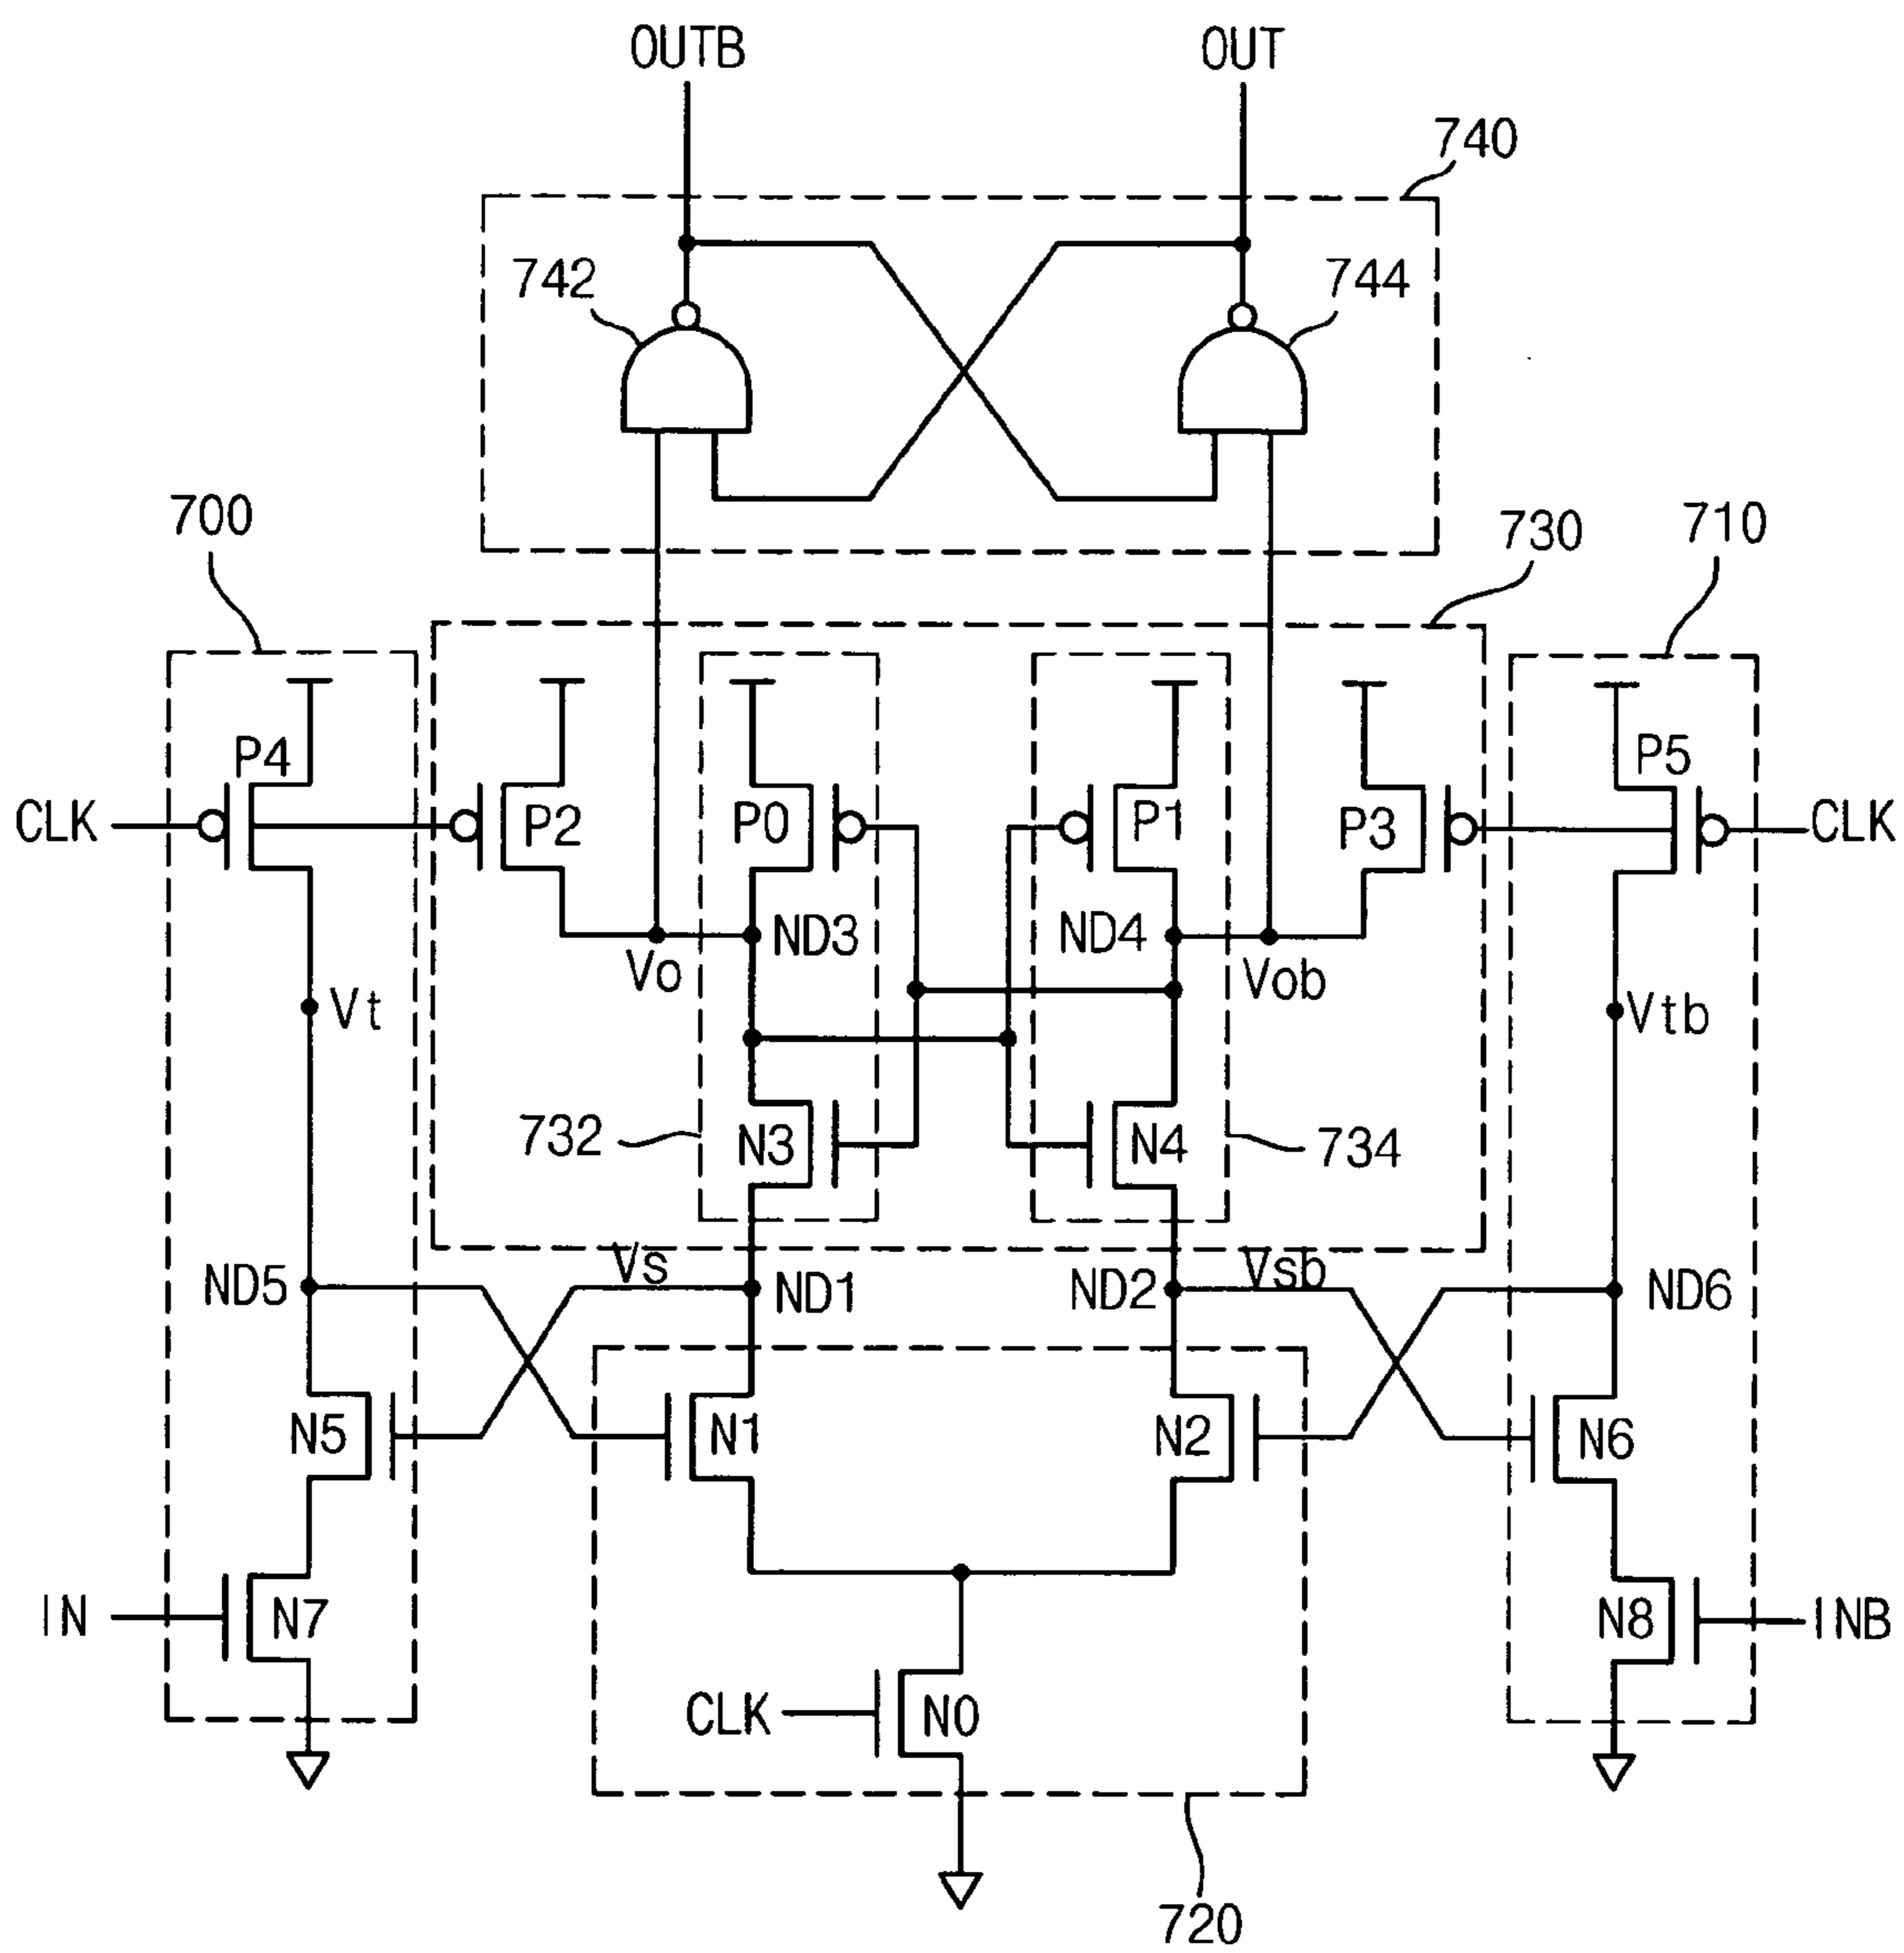 OUTB OUT
740
742 744
700 730 710
P4 P5
CLK P2 P0 P1 P3 CLK
ND3 ND4
Vo Vob
Vt Vtb
732 N3 N4 734
Vs Vsb
ND5 ND1 ND2 ND6
N5 N1 N2 N6
IN N7 N8 INB
CLK N0
720